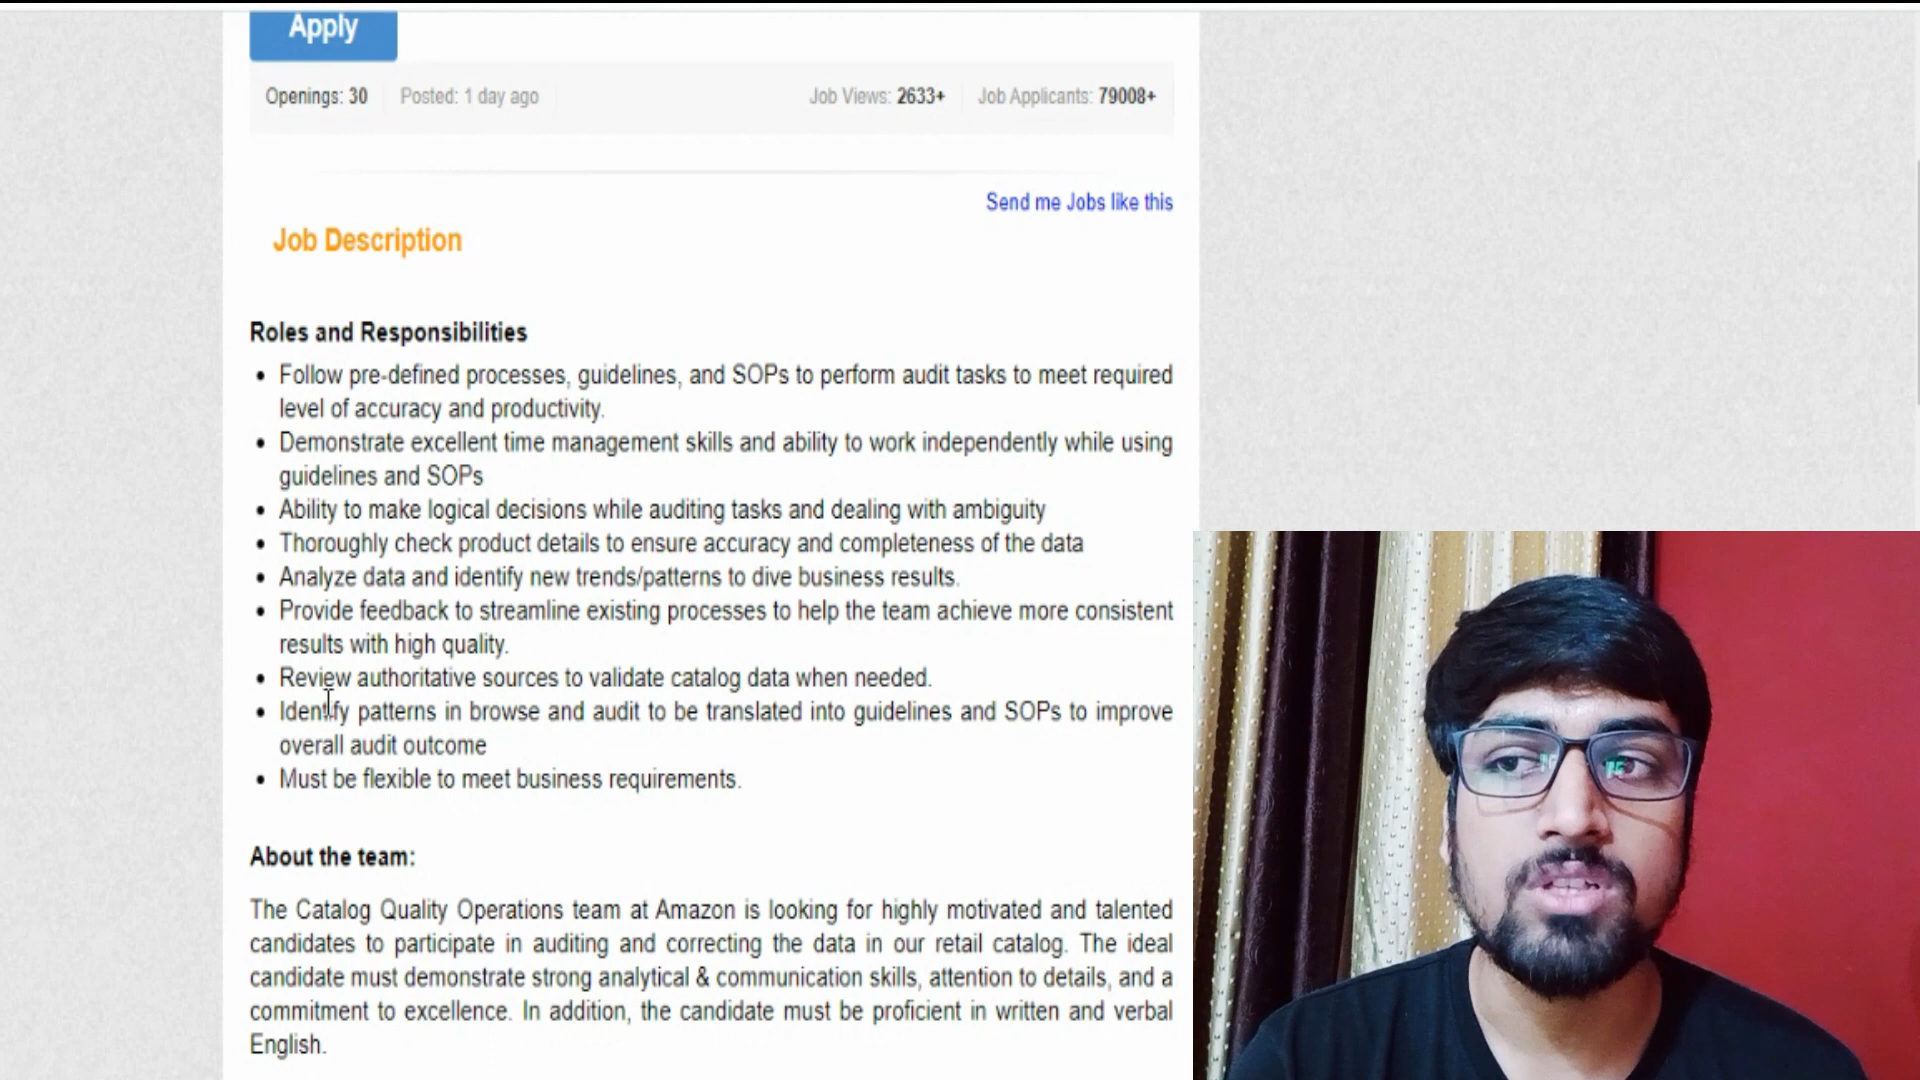 Apply
Openings: 30 Posted: 1 day ago Job Views: 2633+ Job Applicants: 79008+
Send me Jobs like this
Job Description
Roles and Responsibilities
• Follow pre-defined processes, guidelines, and SOPs to perform audit tasks to meet required
level of accuracy and productivity.
• Demonstrate excellent time management skills and ability to work independently while using
guidelines and SOPs
• Ability to make logical decisions while auditing tasks and dealing with ambiguity
• Thoroughly check product details to ensure accuracy and completeness of the data
• Analyze data and identify new trends/patterns to dive business results.
• Provide feedback to streamline existing processes to help the team achieve more consistent
results with high quality.
• Review authoritative sources to validate catalog data when needed.
• Identify patterns in browse and audit to be translated into guidelines and SOPs to improve
overall audit outcome
• Must be flexible to meet business requirements.
About the team:
The Catalog Quality Operations team at Amazon is looking for highly motivated and talented
candidates to participate in auditing and correcting the data in our retail catalog. The ideal
candidate must demonstrate strong analytical & communication skills, attention to details, and a
commitment to excellence. In addition, the candidate must be proficient in written and verbal
English.